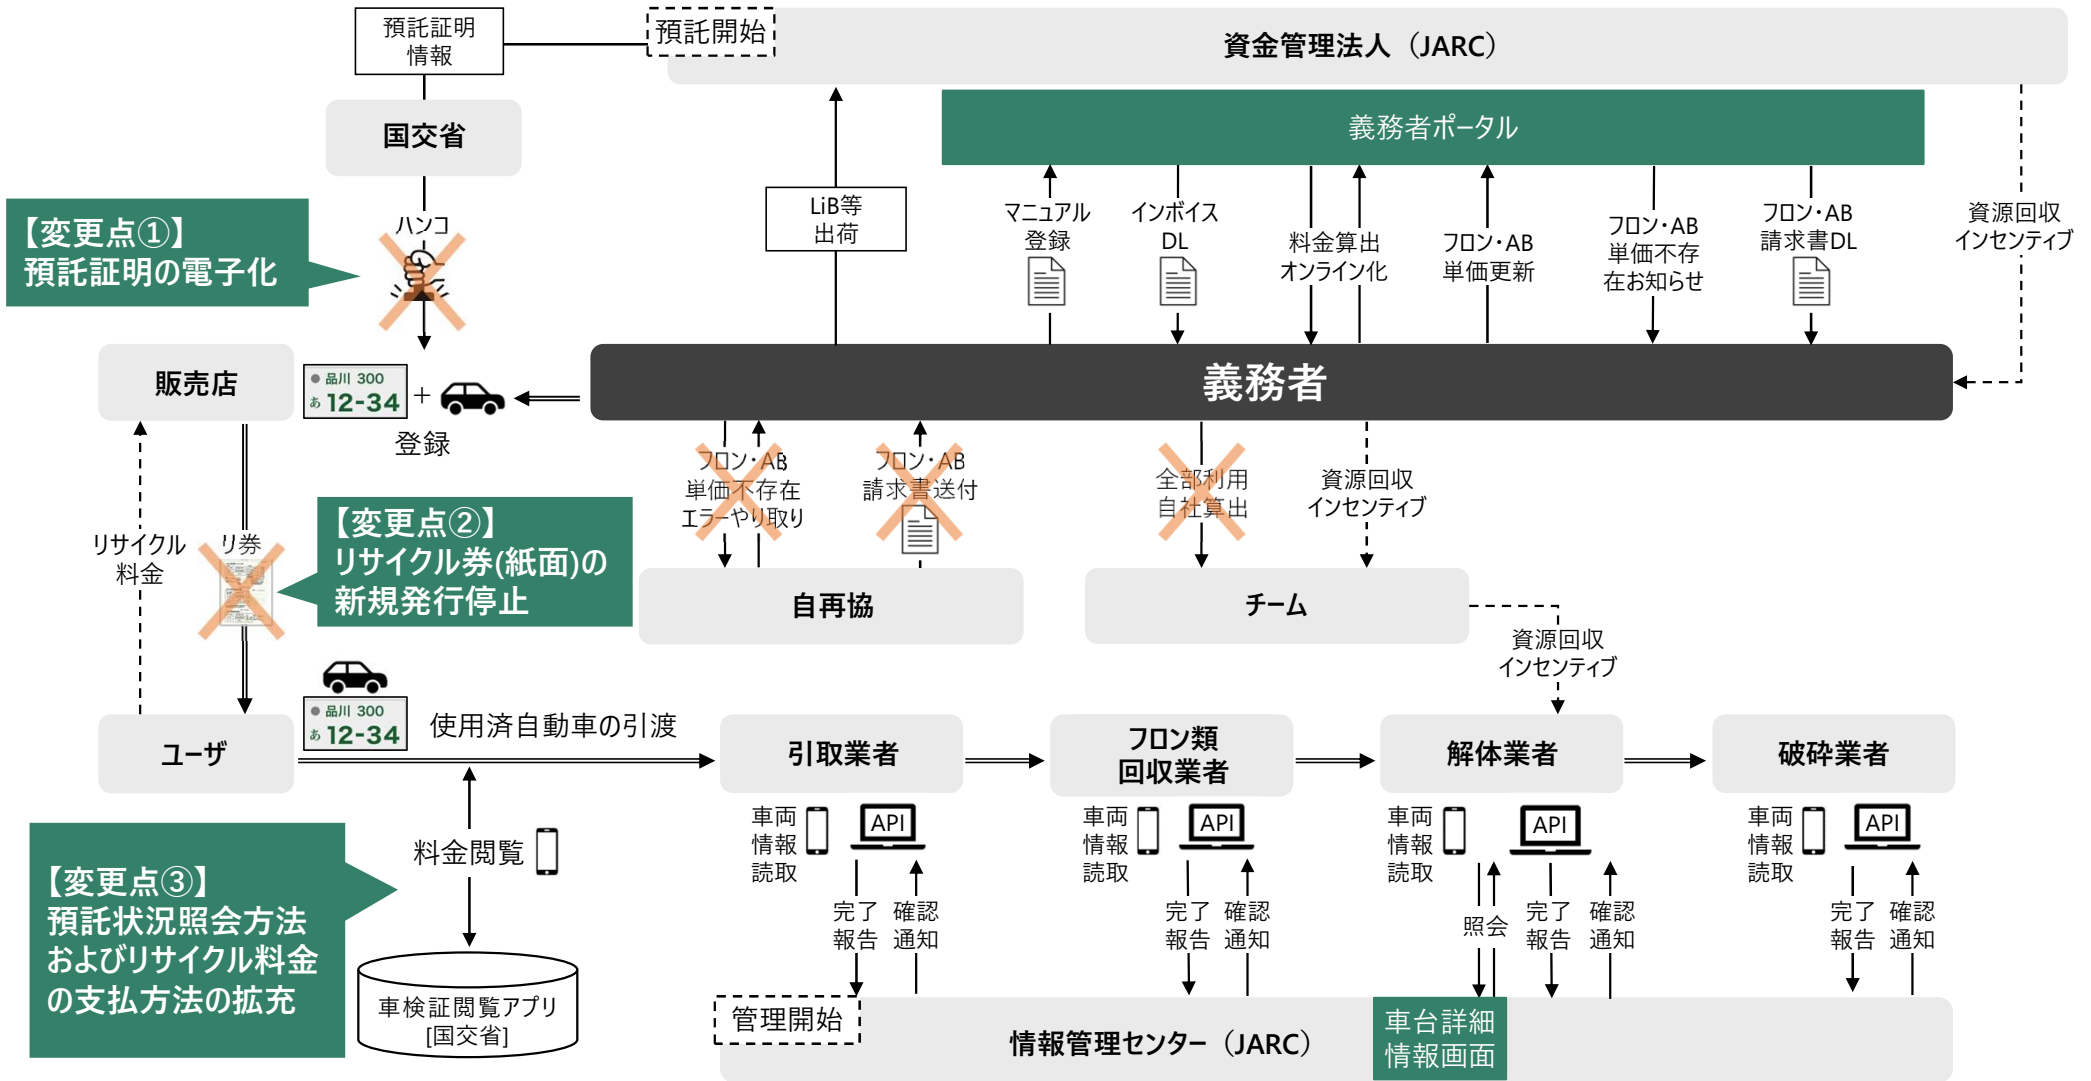 預託証明
情報
預託開始
資金管理法人（JARC）
国交省
義務者ポータル
【変更点①】
預託証明の電子化
ハンコ
LiB等
出荷
マニュアル
登録
インボイス
DL
料金算出
オンライン化
フロン・AB
単価更新
フロン・AB
単価不存
在お知らせ
フロン・AB
請求書DL
資源回収
インセンティブ
販売店
品川 300
あ 12-34
+
登録
義務者
フロン・AB
単価不存在
エラーやり取り
フロン・AB
請求書送付
全部利用
自社算出
資源回収
インセンティブ
リサイクル
料金
リ券
【変更点②】
リサイクル券(紙面)の
新規発行停止
自再協
チーム
資源回収
インセンティブ
品川 300
あ 12-34
使用済自動車の引渡
ユーザ
引取業者
フロン類
回収業者
解体業者
破砕業者
車両
情報
読取
API
車両
情報
読取
API
車両
情報
読取
API
車両
情報
読取
API
料金閲覧
【変更点③】
預託状況照会方法
およびリサイクル料金
の支払方法の拡充
完了
報告
確認
通知
完了
報告
確認
通知
照会
完了
報告
確認
通知
完了
報告
確認
通知
車検証閲覧アプリ
[国交省]
管理開始
情報管理センター（JARC）
車台詳細
情報画面